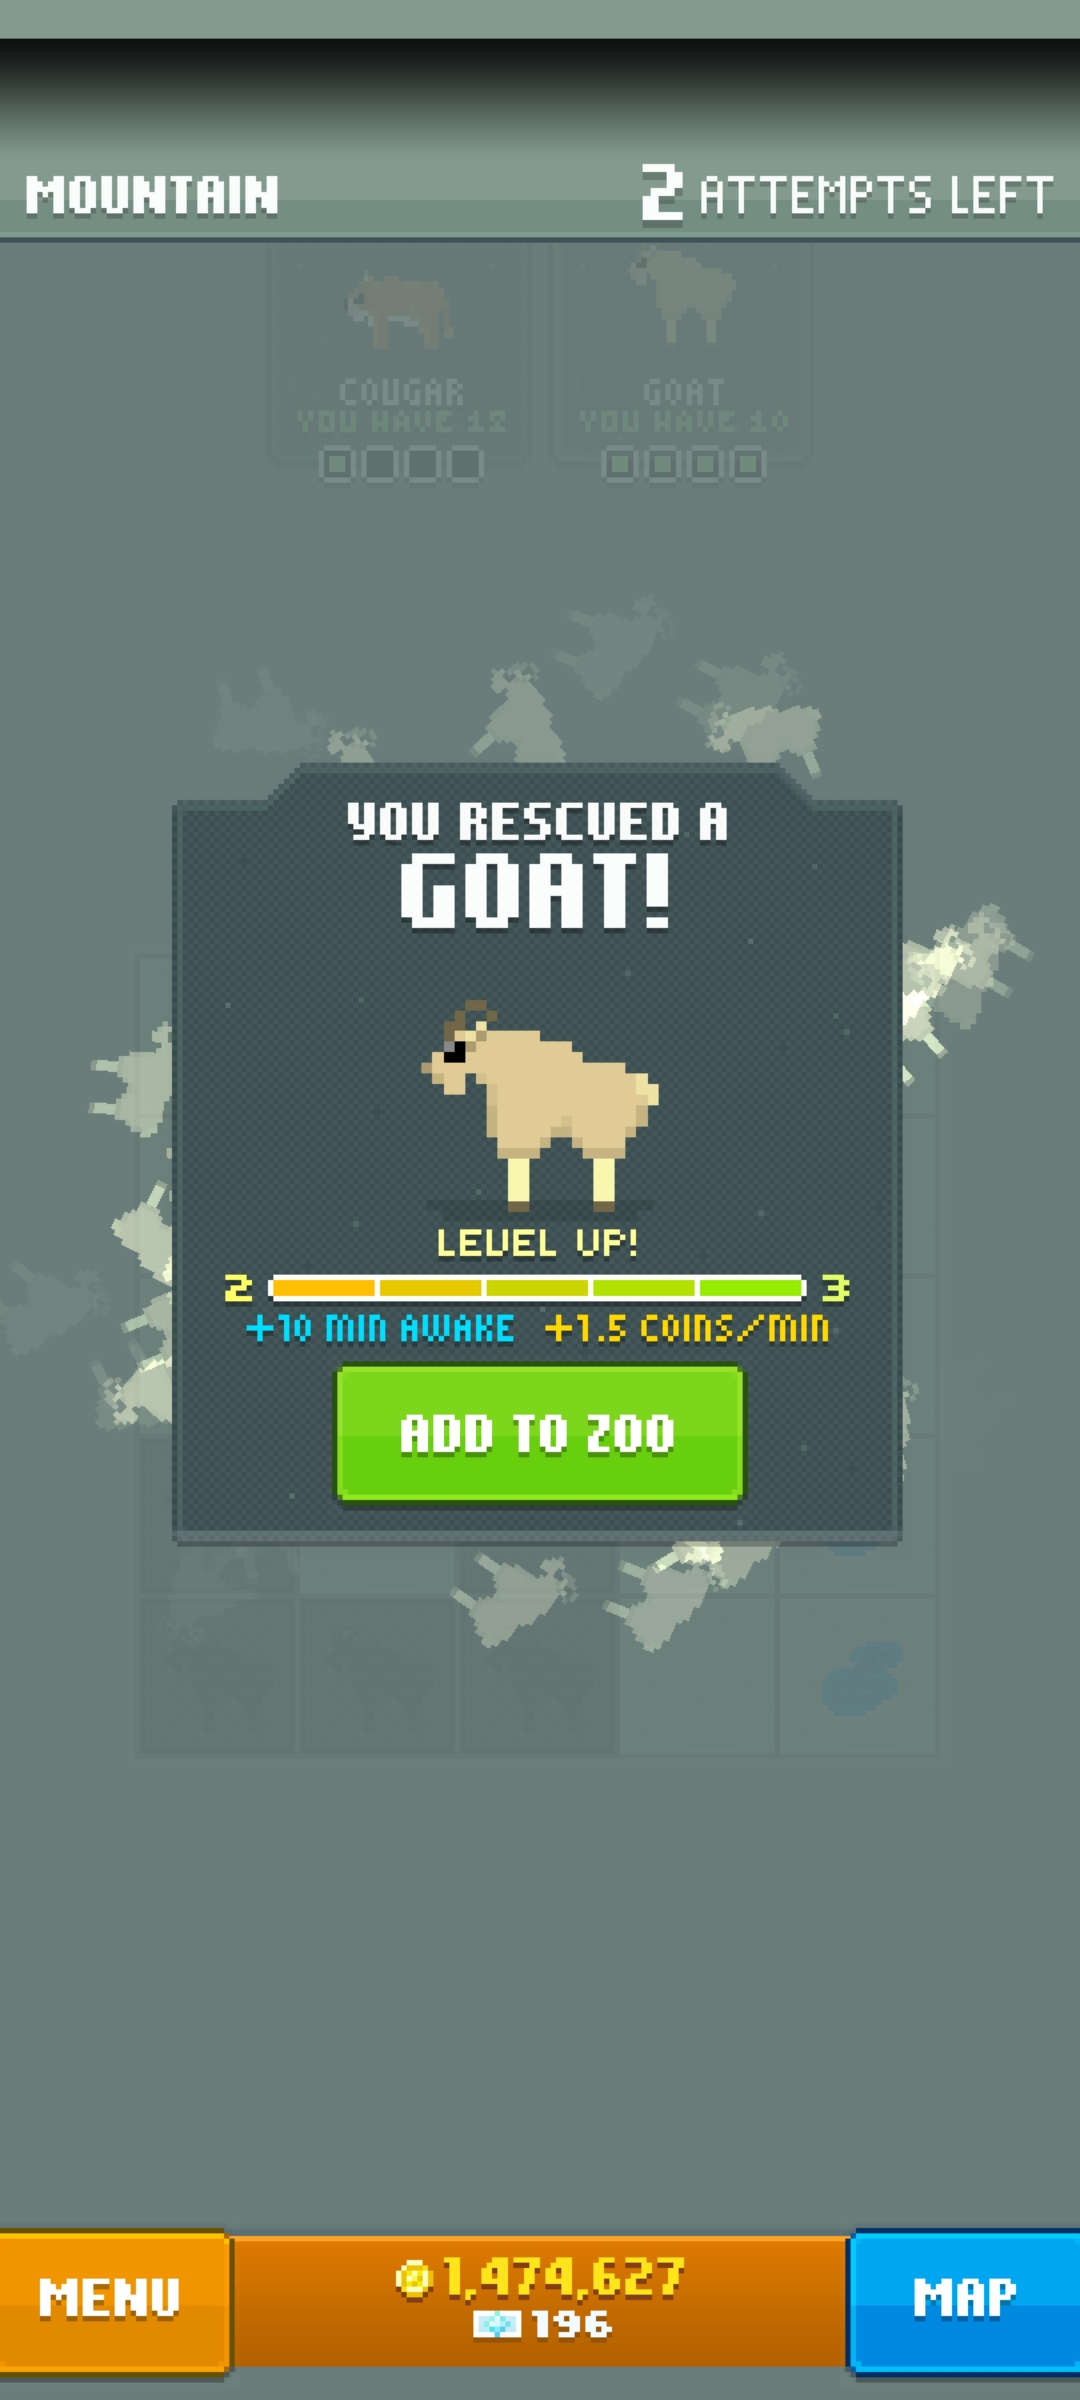 MOUNTAIN
2 ATTEMPTS LEFT
COUGAR
GOAT
YOU HAVE 12
YOU HAVE 10
YOU RESCUED A
GOAT!
LEVEL UP!
2
3
+10 MIN AWAKE +1.5 COINS/MIN
ADD TO ZOO
MENU
1,474,627
196
MAP